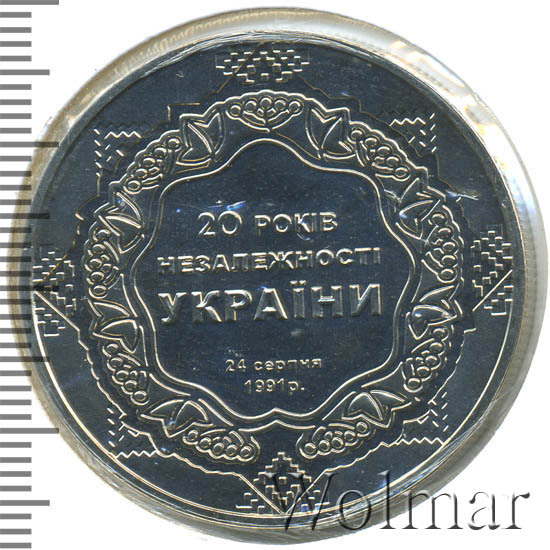 20 РОКІВ
НЕЗАЛЕЖНОСТІ
УКРАЇНИ
24 серпня
1991р.
Wolmar